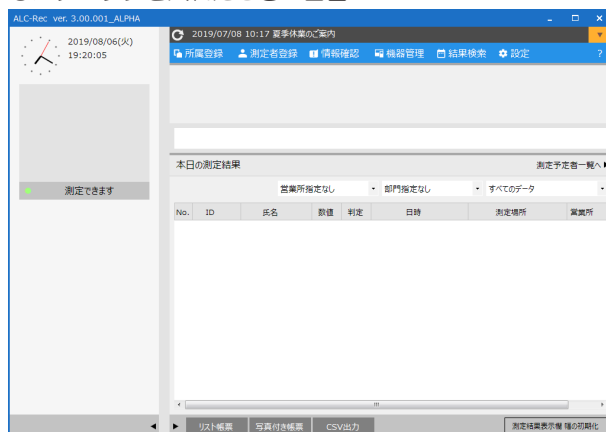 ALC-Rec ver. 3.00.001_ALPHA
2019/08/06(火)
19:20:05
測定できます
2019/07/08 10:17 夏季休業のご案内
所属登録 測定者登録 情報確認 機器管理 結果検索 設定 ?
本日の測定結果 測定予定者一覧へ
営業所指定なし 部門指定なし すべてのデータ
No. ID 氏名 数値 判定 日時 測定場所 営業所
リスト帳票 写真付き帳票 CSV出力 測定結果表示欄 幅の初期化